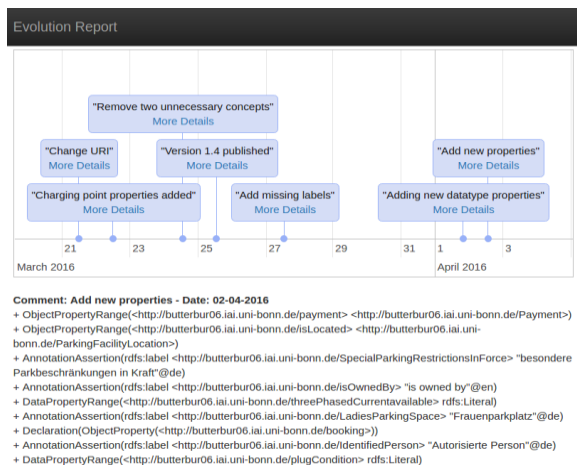 Evolution Report
"Remove two unnecessary concepts"
More Details
"Change URI"
More Details
"Version 1.4 published"
More Details
"Add new properties"
More Details
"Charging point properties added"
More Details
"Add missing labels"
More Details
"Adding new datatype properties"
More Details
21 23 25 27 29 31 1 3
March 2016 April 2016
Comment: Add new properties - Date: 02-04-2016
+ ObjectPropertyRange(<http://butterbur06.iai.uni-bonn.de/payment> <http://butterbur06.iai.uni-bonn.de/Payment>)
+ ObjectPropertyRange(<http://butterbur06.iai.uni-bonn.de/isLocated> <http://butterbur06.iai.uni-
bonn.de/ParkingFacilityLocation>)
+ AnnotationAssertion(rdfs:label <http://butterbur06.iai.uni-bonn.de/SpecialParkingRestrictionsInForce> "besondere
Parkbeschränkungen in Kraft"@de)
+ AnnotationAssertion(rdfs:label <http://butterbur06.iai.uni-bonn.de/isOwnedBy> "is owned by"@en)
+ DataPropertyRange(<http://butterbur06.iai.uni-bonn.de/threePhasedCurrentavailable> rdfs:Literal)
+ AnnotationAssertion(rdfs:label <http://butterbur06.iai.uni-bonn.de/LadiesParkingSpace> "Frauenparkplatz"@de)
+ Declaration(ObjectProperty(<http://butterbur06.iai.uni-bonn.de/booking>))
+ AnnotationAssertion(rdfs:label <http://butterbur06.iai.uni-bonn.de/IdentifiedPerson> "Autorisierte Person"@de)
+ DataPropertyRange(<http://butterbur06.iai.uni-bonn.de/plugCondition> rdfs:Literal)